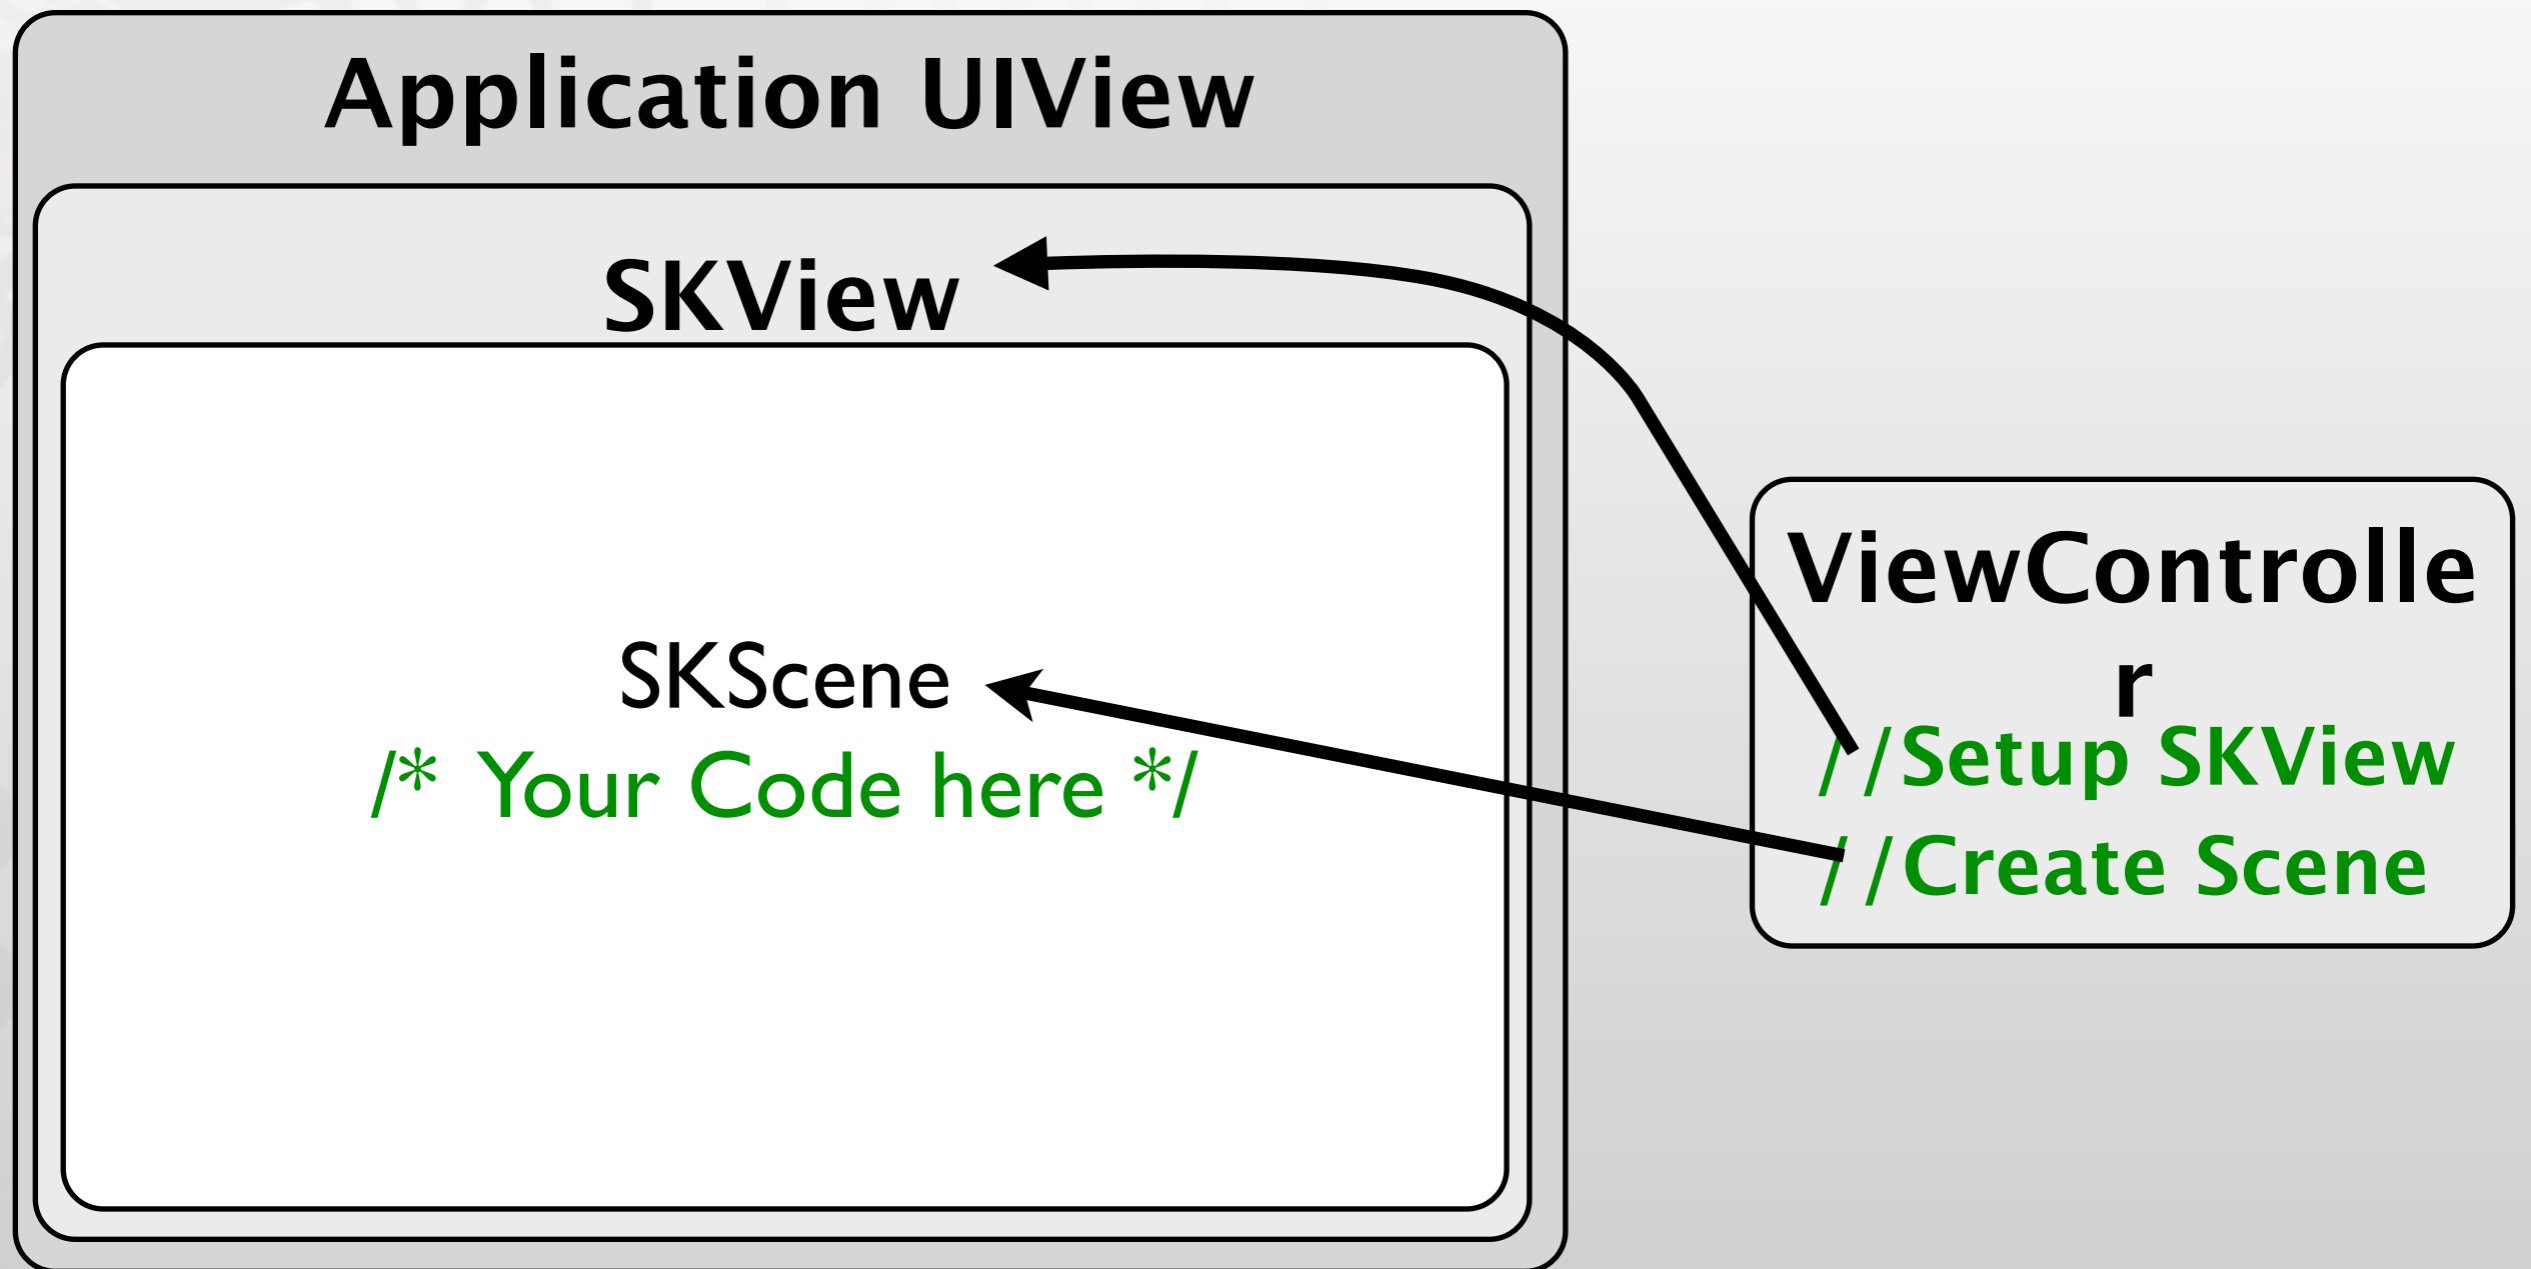 Application UIView
SKView
SKScene
/* Your Code here */
ViewControlle
r
//Setup SKView
//Create Scene